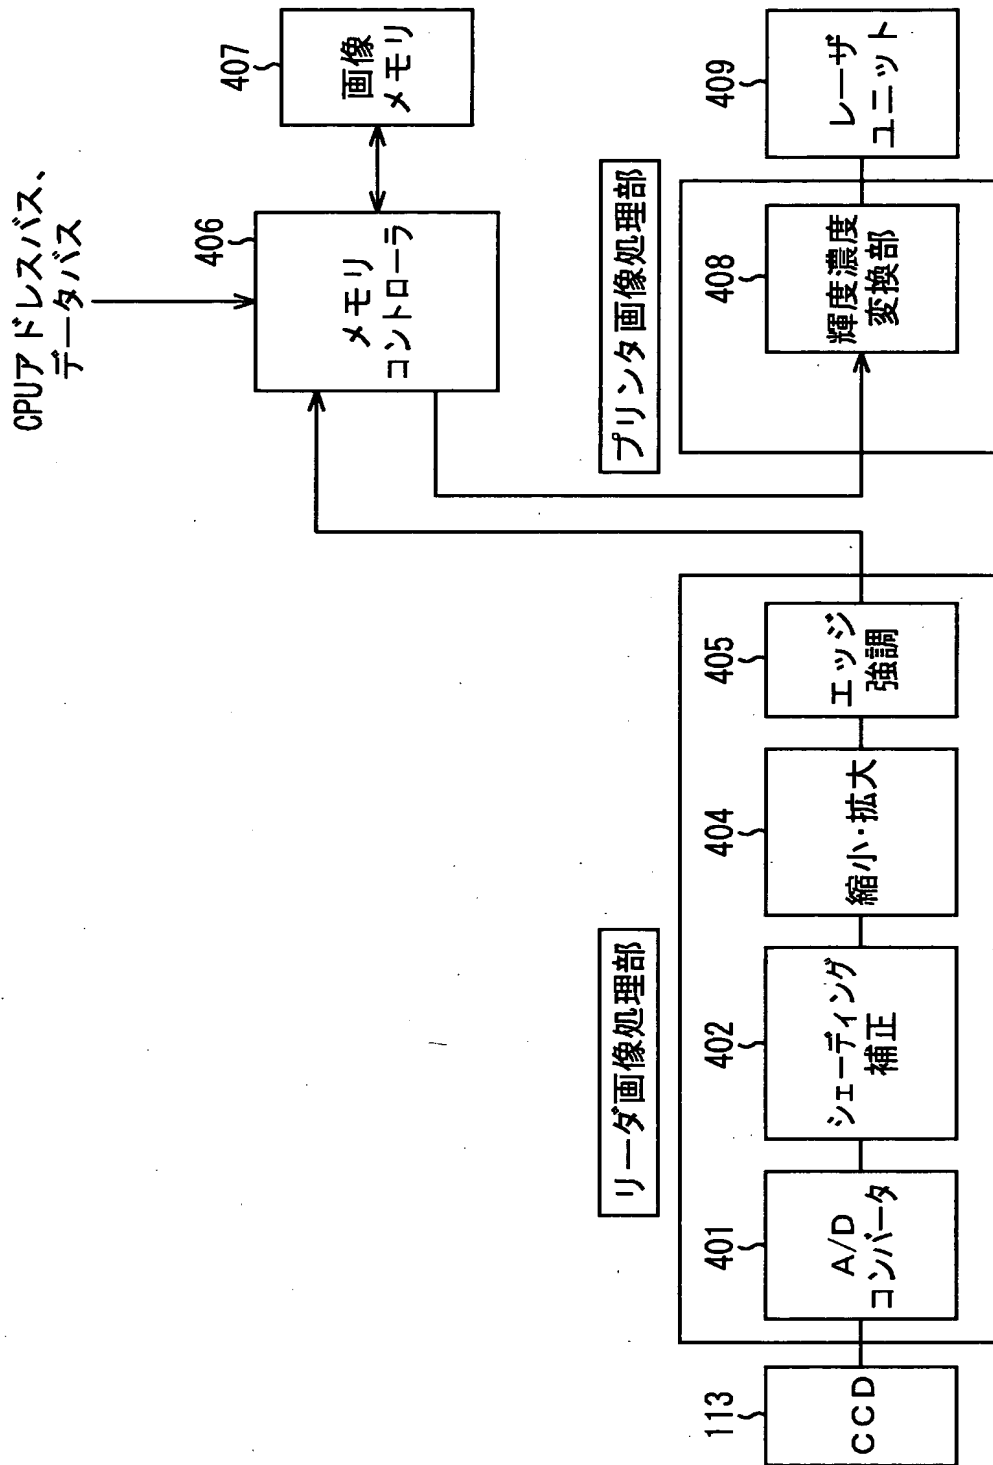 CPUアドレスバス、
データバス
406
メモリ
コントローラ
407
画像
メモリ
リーダ画像処理部
プリンタ画像処理部
113
CCD
401
A/D
コンバータ
402
シェーディング
補正
404
縮小・拡大
405
エッジ
強調
408
輝度濃度
変換部
409
レーザ
ユニット